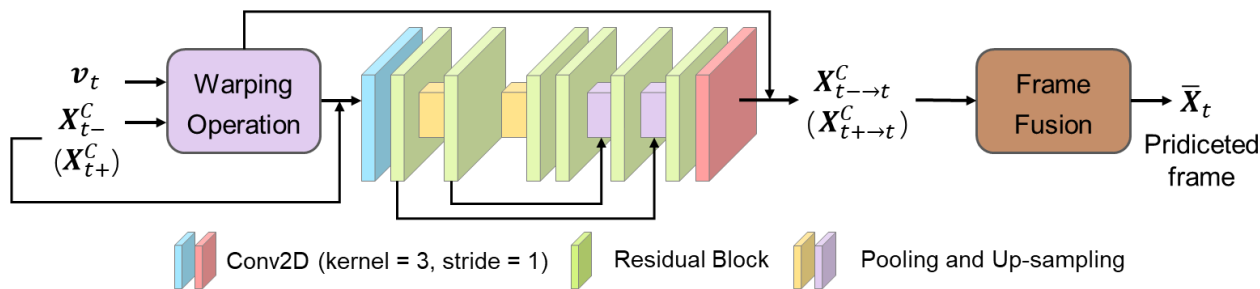 v_t
X^C_{t-}
(X^C_{t+})
Warping
Operation
X^C_{t-→t}
(X^C_{t+→t})
Frame
Fusion
X̄_t
Pridiceted
frame
Conv2D (kernel = 3, stride = 1)
Residual Block
Pooling and Up-sampling